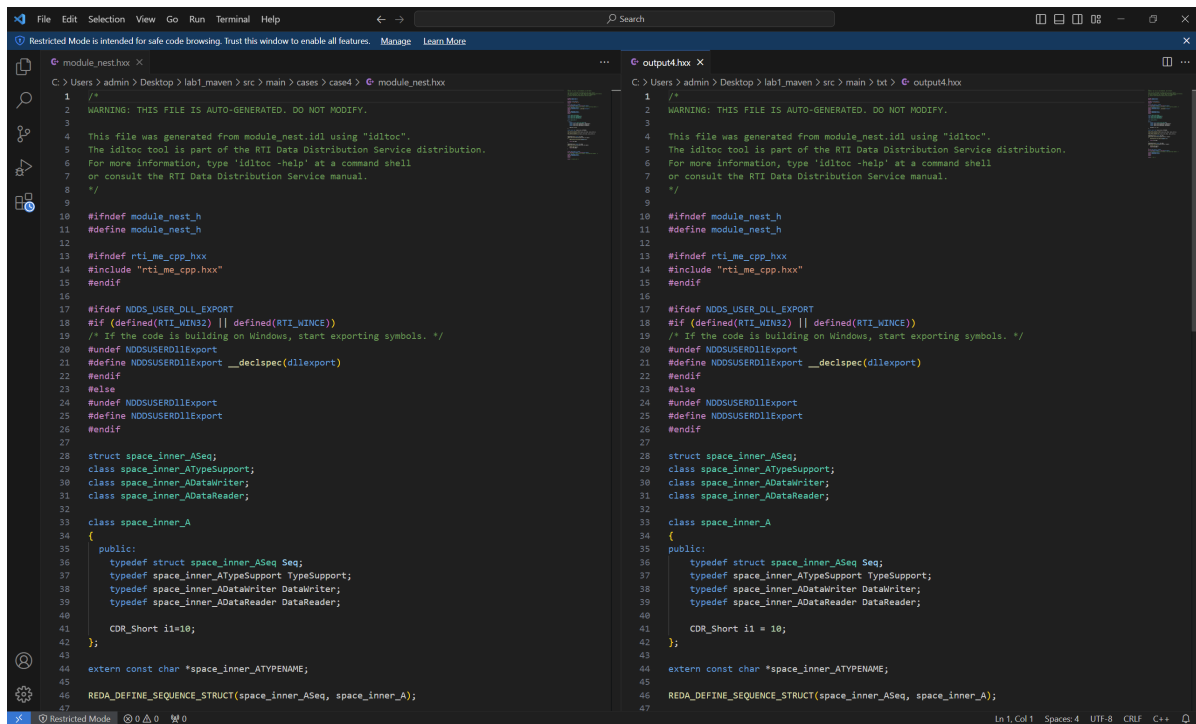 File Edit Selection View Go Run Terminal Help
Search
Restricted Mode is intended for safe code browsing. Trust this window to enable all features. Manage Learn More
module_nest.hxx
C: > Users > admin > Desktop > lab1_maven > src > main > cases > case4 > module_nest.hxx
1 /*
2 WARNING: THIS FILE IS AUTO-GENERATED. DO NOT MODIFY.
3
4 This file was generated from module_nest.idl using "idltoc".
5 The idltoc tool is part of the RTI Data Distribution Service distribution.
6 For more information, type 'idltoc -help' at a command shell
7 or consult the RTI Data Distribution Service manual.
8 */
9
10 #ifndef module_nest_h
11 #define module_nest_h
12
13 #ifndef rti_me_cpp_hxx
14 #include "rti_me_cpp.hxx"
15 #endif
16
17 #ifdef NDDS_USER_DLL_EXPORT
18 #if (defined(RTI_WIN32) || defined(RTI_WINCE))
19 /* If the code is building on Windows, start exporting symbols. */
20 #undef NDDSUSERDllExport
21 #define NDDSUSERDllExport __declspec(dllexport)
22 #endif
23 #else
24 #undef NDDSUSERDllExport
25 #define NDDSUSERDllExport
26 #endif
27
28 struct space_inner_ASeq;
29 class space_inner_ATypeSupport;
30 class space_inner_ADataWriter;
31 class space_inner_ADataReader;
32
33 class space_inner_A
34 {
35 public:
36 typedef struct space_inner_ASeq Seq;
37 typedef space_inner_ATypeSupport TypeSupport;
38 typedef space_inner_ADataWriter DataWriter;
39 typedef space_inner_ADataReader DataReader;
40
41 CDR_Short i1=10;
42 };
43
44 extern const char *space_inner_ATYPENAME;
45
46 REDA_DEFINE_SEQUENCE_STRUCT(space_inner_ASeq, space_inner_A);
47
output4.hxx
C: > Users > admin > Desktop > lab1_maven > src > main > txt > output4.hxx
1 /*
2 WARNING: THIS FILE IS AUTO-GENERATED. DO NOT MODIFY.
3
4 This file was generated from module_nest.idl using "idltoc".
5 The idltoc tool is part of the RTI Data Distribution Service distribution.
6 For more information, type 'idltoc -help' at a command shell
7 or consult the RTI Data Distribution Service manual.
8 */
9
10 #ifndef module_nest_h
11 #define module_nest_h
12
13 #ifndef rti_me_cpp_hxx
14 #include "rti_me_cpp.hxx"
15 #endif
16
17 #ifdef NDDS_USER_DLL_EXPORT
18 #if (defined(RTI_WIN32) || defined(RTI_WINCE))
19 /* If the code is building on Windows, start exporting symbols. */
20 #undef NDDSUSERDllExport
21 #define NDDSUSERDllExport __declspec(dllexport)
22 #endif
23 #else
24 #undef NDDSUSERDllExport
25 #define NDDSUSERDllExport
26 #endif
27
28 struct space_inner_ASeq;
29 class space_inner_ATypeSupport;
30 class space_inner_ADataWriter;
31 class space_inner_ADataReader;
32
33 class space_inner_A
34 {
35 public:
36 typedef struct space_inner_ASeq Seq;
37 typedef space_inner_ATypeSupport TypeSupport;
38 typedef space_inner_ADataWriter DataWriter;
39 typedef space_inner_ADataReader DataReader;
40
41 CDR_Short i1 = 10;
42 };
43
44 extern const char *space_inner_ATYPENAME;
45
46 REDA_DEFINE_SEQUENCE_STRUCT(space_inner_ASeq, space_inner_A);
47
Restricted Mode 0 0 0 Ln 1, Col 1 Spaces: 4 UTF-8 CRLF C++